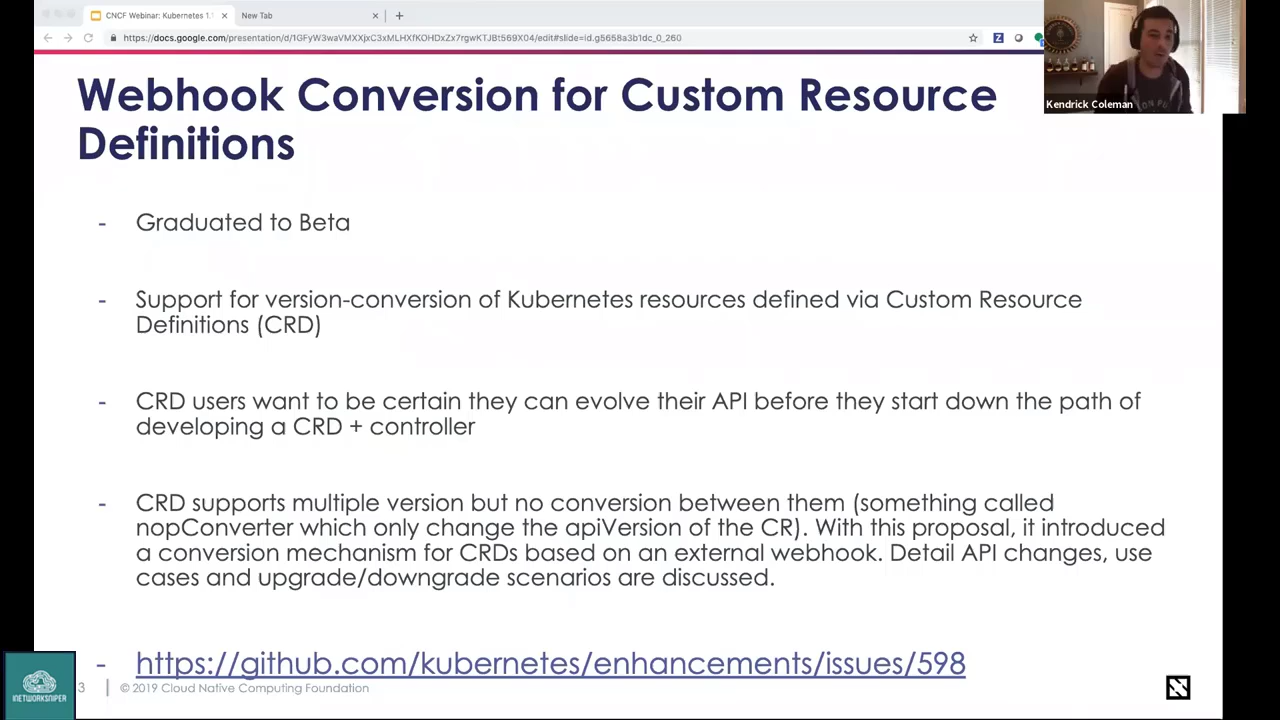 CNCF Webinar: Kubernetes 1.
New Tab
https://docs.google.com/presentation/d/1GFyW3waVMXXjxC3xMLHXfKOHDxZx7rgwKTJBt569X04/edit#slide=id.g5658a3b1dc_0_260
Kendrick Coleman
Webhook Conversion for Custom Resource
Definitions
- Graduated to Beta
- Support for version-conversion of Kubernetes resources defined via Custom Resource
Definitions (CRD)
- CRD users want to be certain they can evolve their API before they start down the path of
developing a CRD + controller
- CRD supports multiple version but no conversion between them (something called
nopConverter which only change the apiVersion of the CR). With this proposal, it introduced
a conversion mechanism for CRDs based on an external webhook. Detail API changes, use
cases and upgrade/downgrade scenarios are discussed.
- https://github.com/kubernetes/enhancements/issues/598
3 | © 2019 Cloud Native Computing Foundation
INETWORKSNIPER